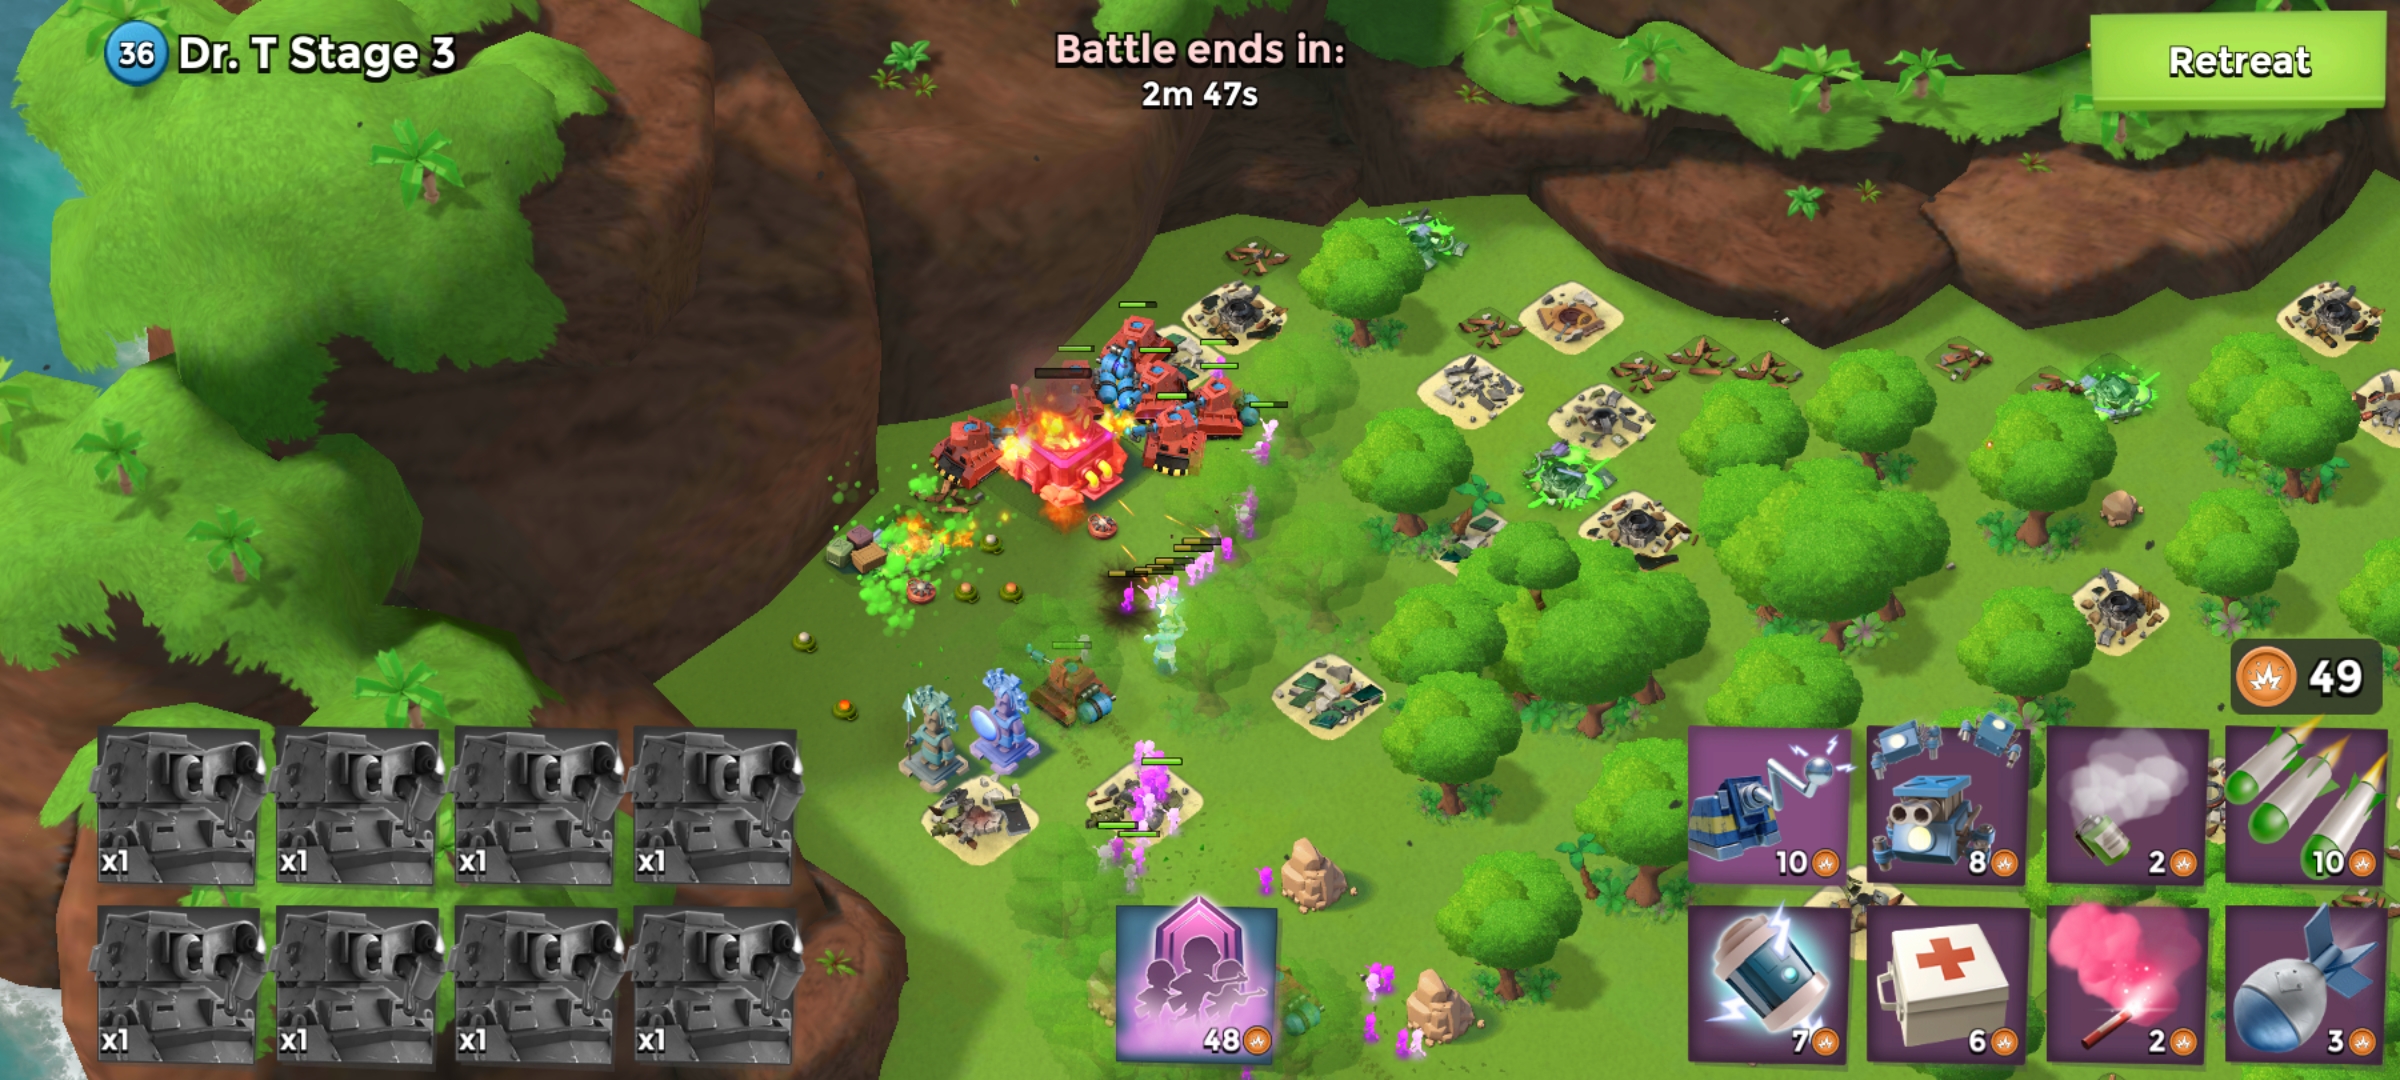 36 Dr. T Stage 3
Battle ends in:
2m 47s
Retreat
49
x1 x1 x1 x1
10 8 2 10
x1 x1 x1 x1
48
7 6 2 3